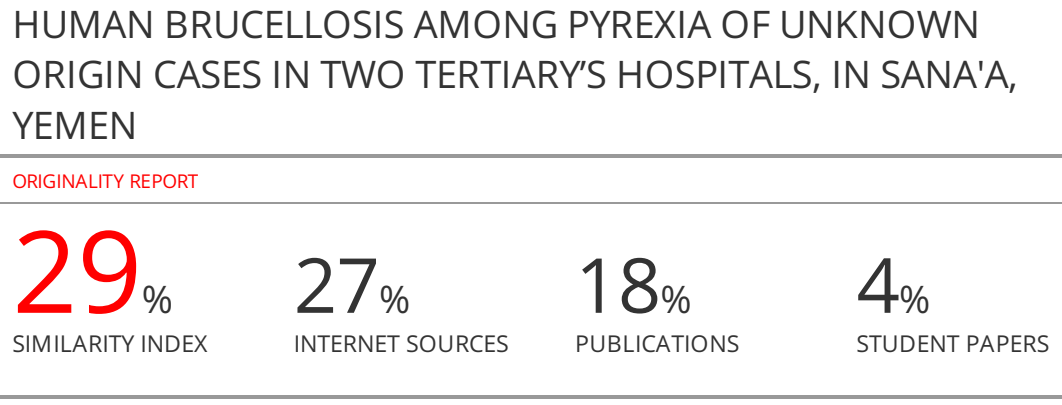 HUMAN BRUCELLOSIS AMONG PYREXIA OF UNKNOWN
ORIGIN CASES IN TWO TERTIARY’S HOSPITALS, IN SANA'A,
YEMEN
ORIGINALITY REPORT
29% 27% 18% 4%
SIMILARITY INDEX INTERNET SOURCES PUBLICATIONS STUDENT PAPERS